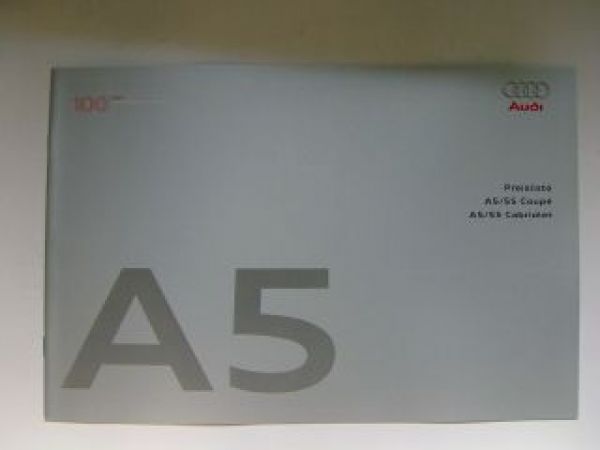 100
Audi
Preisliste
A5/S5 Coupé
A5/S5 Cabriolet
A5